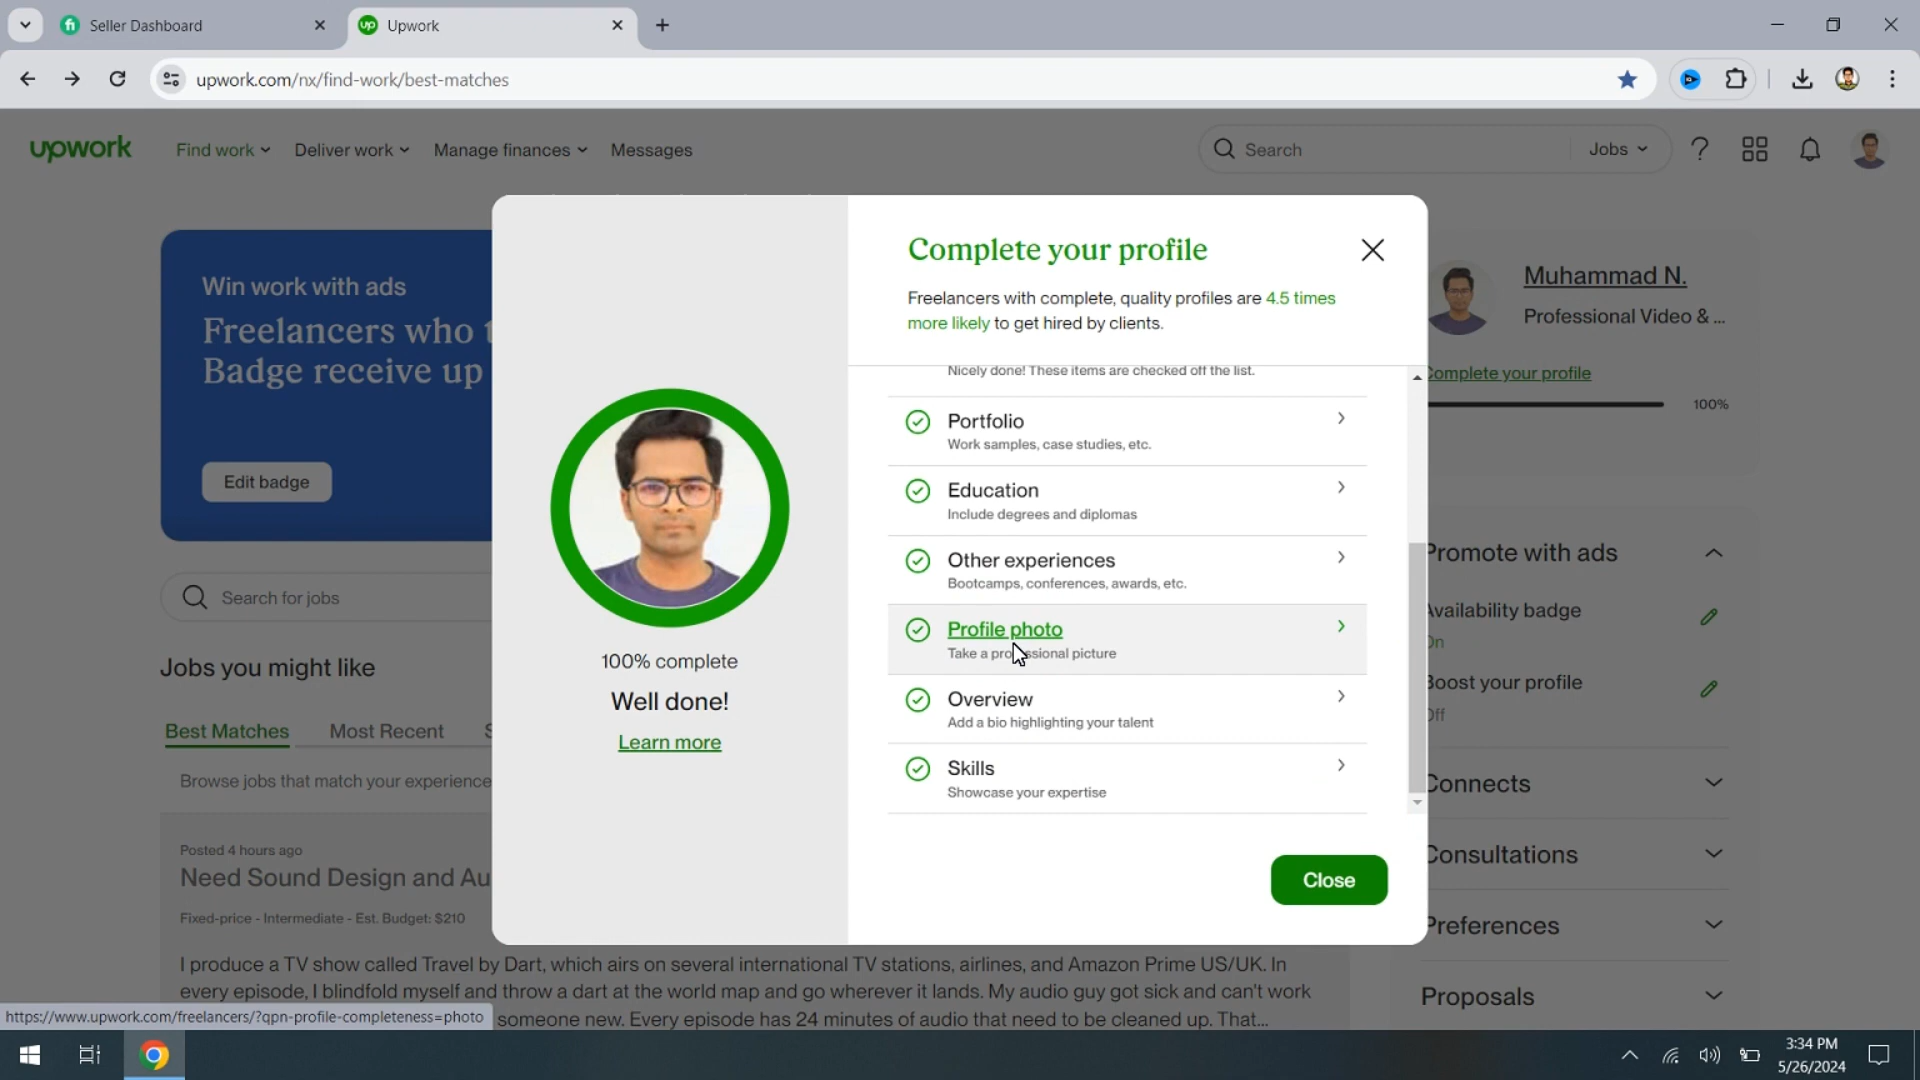 Seller Dashboard
Upwork
upwork.com/nx/find-work/best-matches
upwork
Find work
Deliver work
Manage finances
Messages
Search
Jobs
Win work with ads
Freelancers who t
Badge receive up
Edit badge
Search for jobs
Jobs you might like
Best Matches
Most Recent
S
Browse jobs that match your experience
Posted 4 hours ago
Need Sound Design and Au
Fixed-price - Intermediate - Est. Budget: $210
I produce a TV show called Travel by Dart, which airs on several international TV stations, airlines, and Amazon Prime US/UK. In
every episode, I blindfold myself and throw a dart at the world map and go wherever it lands. My audio guy got sick and can't work
someone new. Every episode has 24 minutes of audio that need to be cleaned up. That...
https://www.upwork.com/freelancers/?qpn-profile-completeness=photo
100% complete
Well done!
Learn more
Complete your profile
Freelancers with complete, quality profiles are 4.5 times
more likely to get hired by clients.
Nicely done! These items are checked off the list.
Portfolio
Work samples, case studies, etc.
Education
Include degrees and diplomas
Other experiences
Bootcamps, conferences, awards, etc.
Profile photo
Take a professional picture
Overview
Add a bio highlighting your talent
Skills
Showcase your expertise
Close
Muhammad N.
Professional Video & ...
Complete your profile
100%
Promote with ads
Availability badge
On
Boost your profile
Off
Connects
Consultations
Preferences
Proposals
3:34 PM
5/26/2024